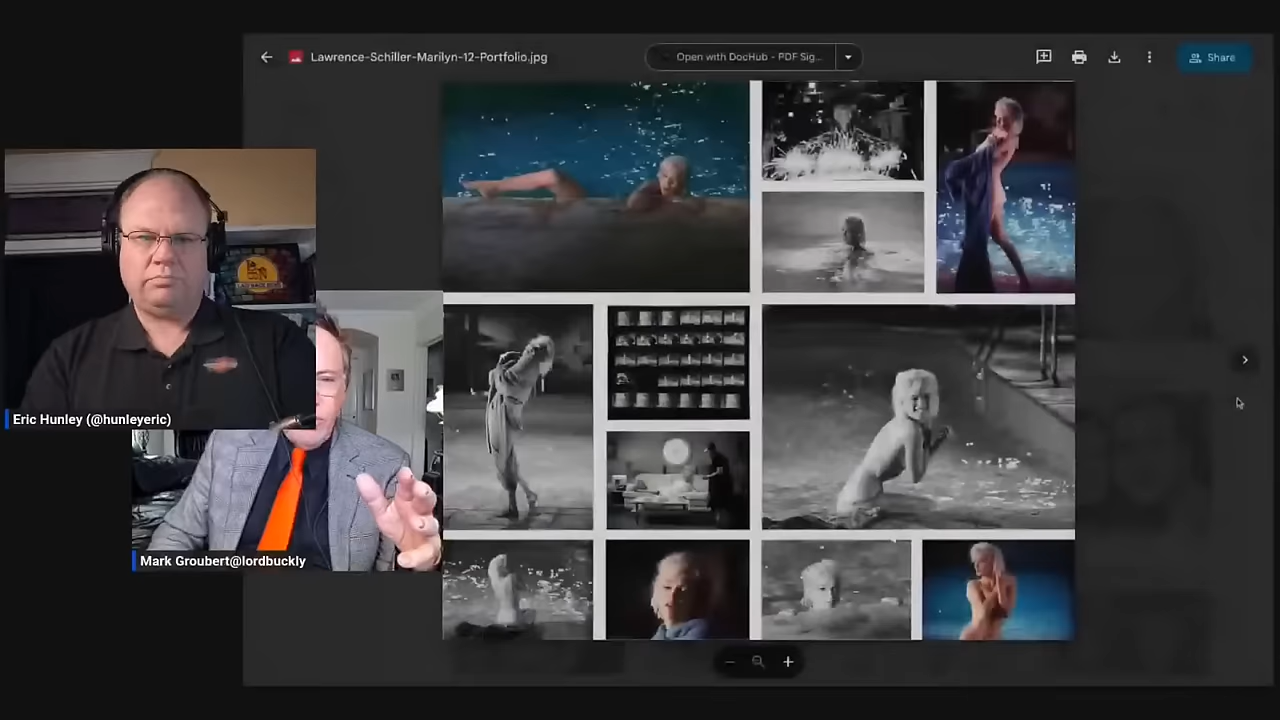 Lawrence-Schiller-Marilyn-12-Portfolio.jpg
Open with DocHub - PDF Sig...
Share
Eric Hunley (@hunleyeric)
Mark Groubert@lordbuckly